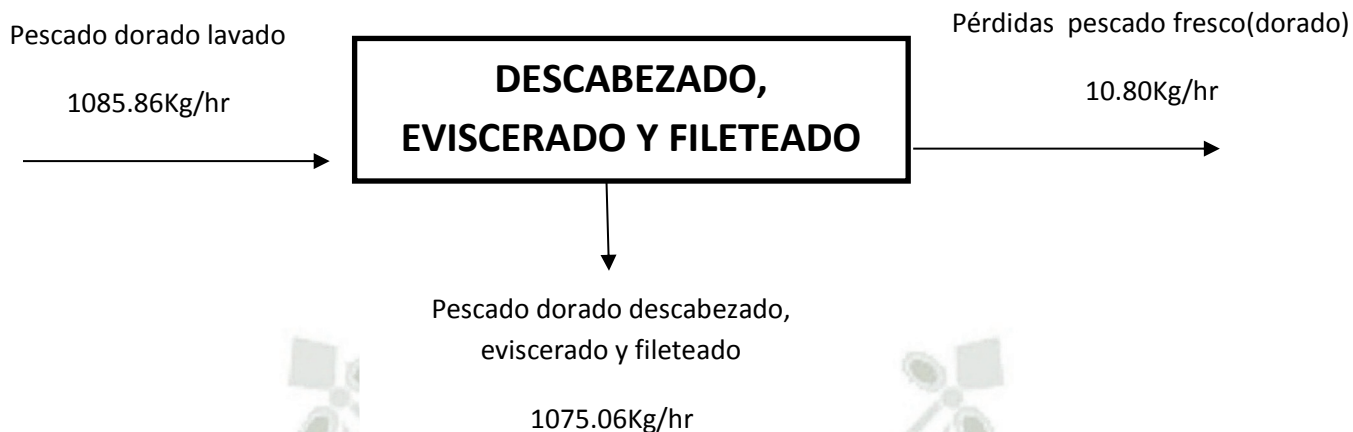 Pescado dorado lavado
1085.86Kg/hr
DESCABEZADO,
EVISCERADO Y FILETEADO
Pérdidas pescado fresco(dorado)
10.80Kg/hr
Pescado dorado descabezado,
eviscerado y fileteado
1075.06Kg/hr